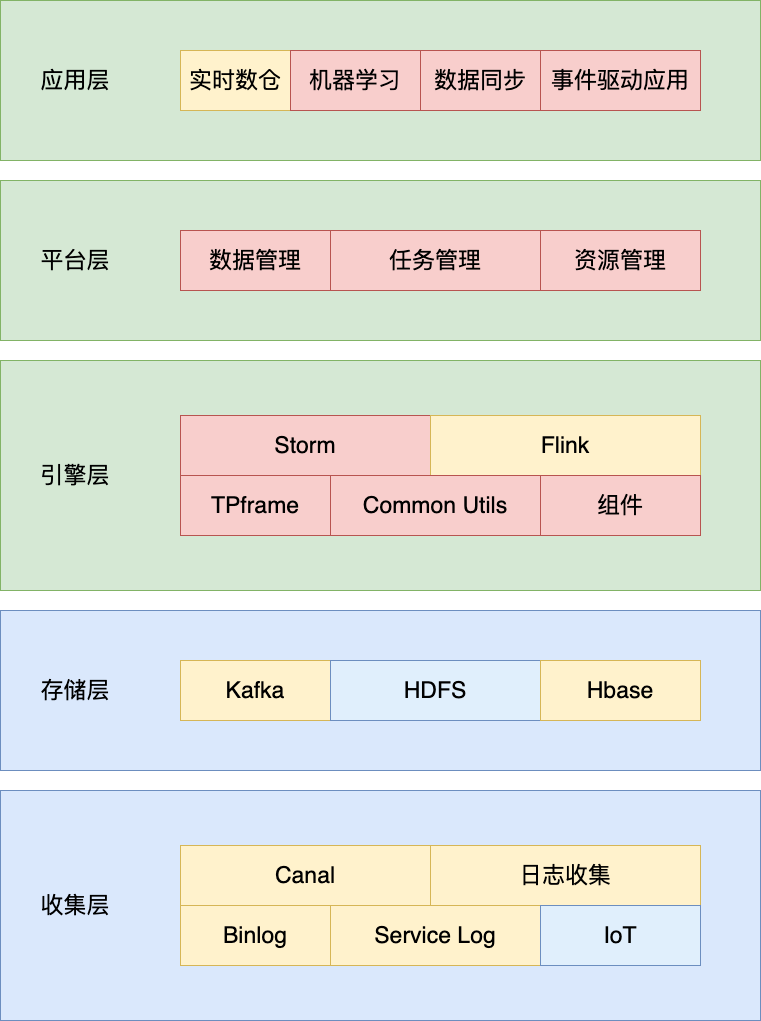 应用层
实时数仓 机器学习 数据同步 事件驱动应用
平台层
数据管理 任务管理 资源管理
引擎层
Storm Flink
TPframe Common Utils 组件
存储层
Kafka HDFS Hbase
收集层
Canal 日志收集
Binlog Service Log IoT